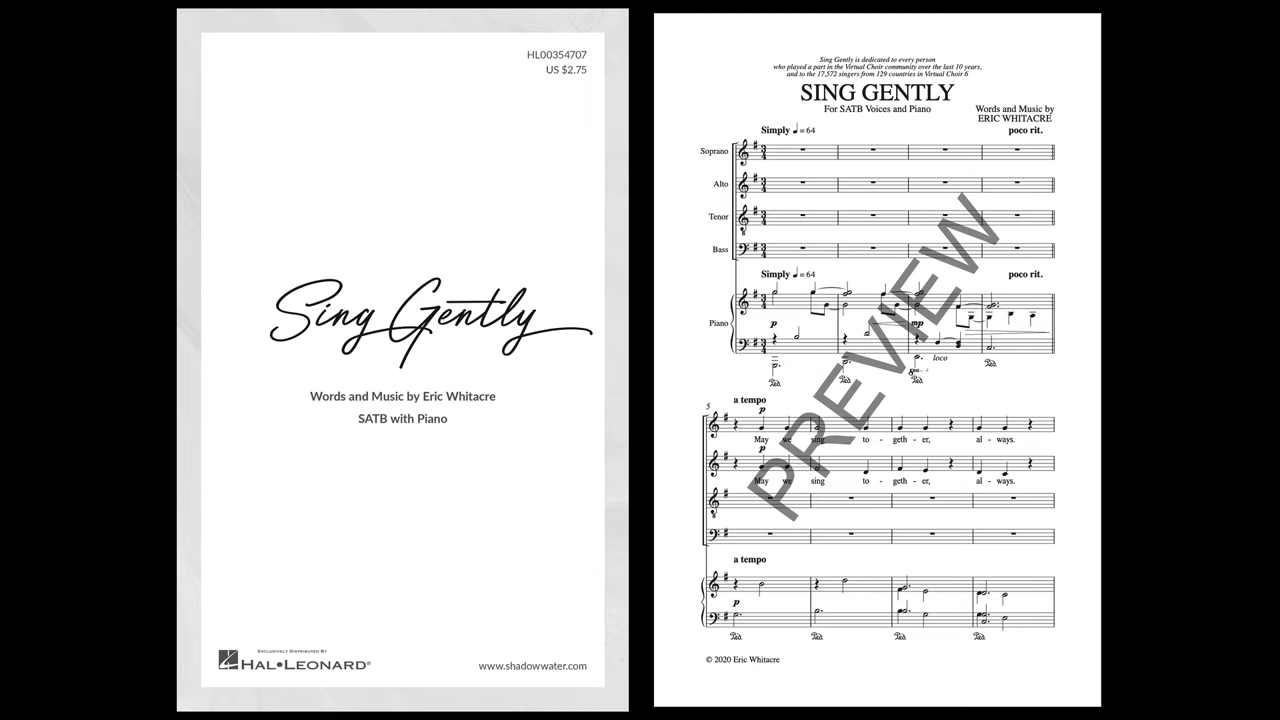 HL00354707
US $2.75
Sing Gently
Words and Music by Eric Whitacre
SATB with Piano
EXCLUSIVELY DISTRIBUTED BY
HAL•LEONARD®
www.shadowwater.com
Sing Gently is dedicated to every person
who played a part in the Virtual Choir community over the last 10 years,
and to the 17,572 singers from 129 countries in Virtual Choir 6
SING GENTLY
For SATB Voices and Piano
Words and Music by
ERIC WHITACRE
Simply ♩ = 64 poco rit.
Soprano
Alto
Tenor
Bass
Simply ♩ = 64 poco rit.
Piano
p mp
loco
8
PREVIEW
a tempo
5
p
May we sing to - geth - er, al - ways.
p
May we sing to - geth - er, al - ways.
a tempo
p
© 2020 Eric Whitacre